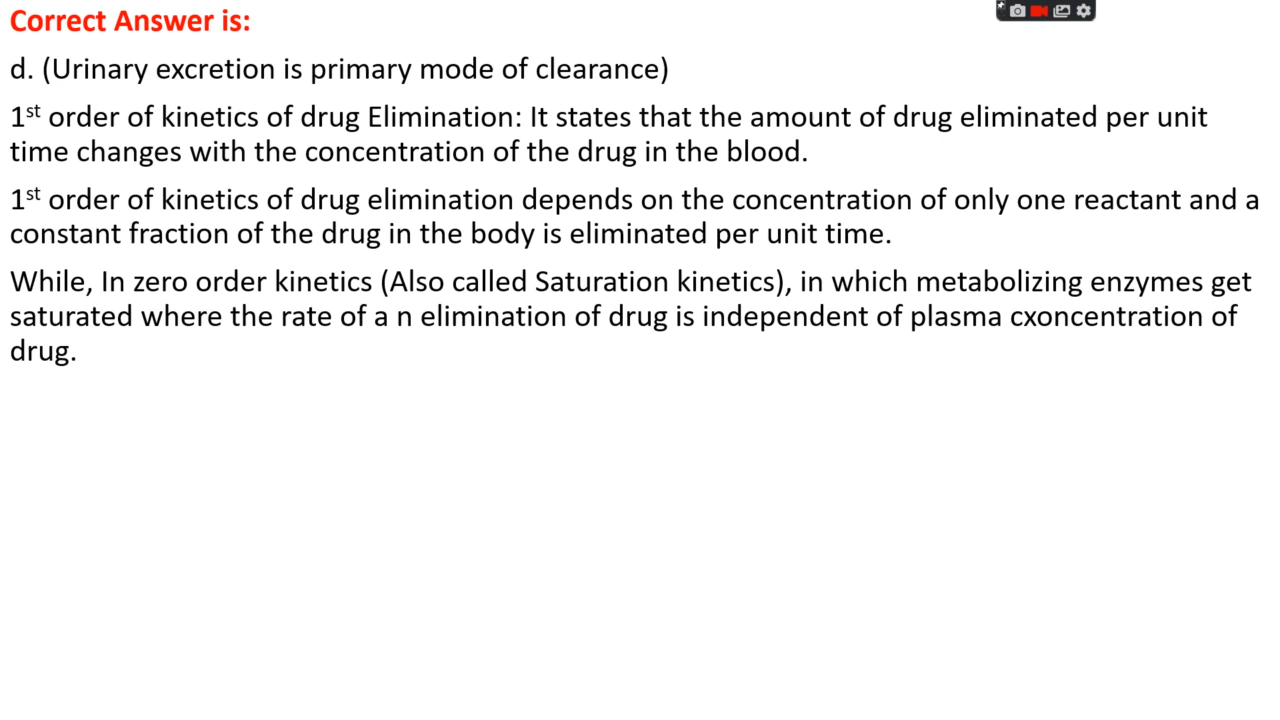 Correct Answer is:
d. (Urinary excretion is primary mode of clearance)
1st order of kinetics of drug Elimination: It states that the amount of drug eliminated per unit
time changes with the concentration of the drug in the blood.
1st order of kinetics of drug elimination depends on the concentration of only one reactant and a
constant fraction of the drug in the body is eliminated per unit time.
While, In zero order kinetics (Also called Saturation kinetics), in which metabolizing enzymes get
saturated where the rate of a n elimination of drug is independent of plasma cxoncentration of
drug.